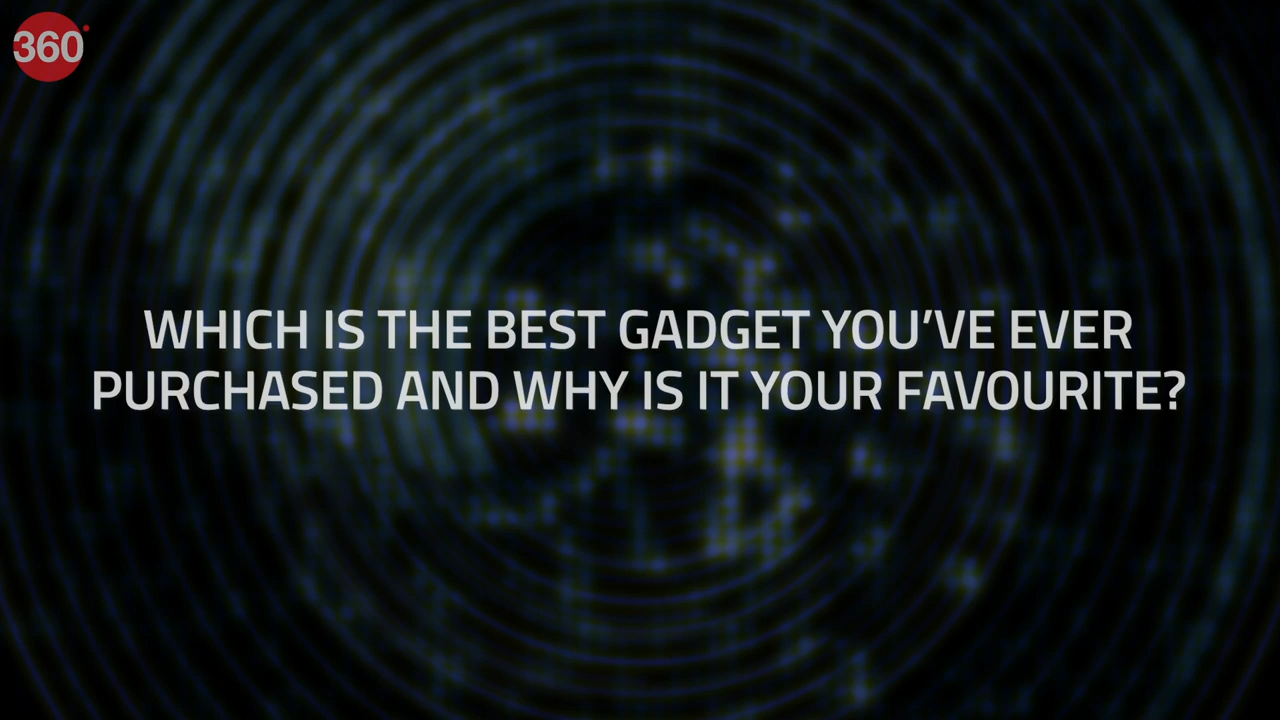 360
WHICH IS THE BEST GADGET YOU’VE EVER
PURCHASED AND WHY IS IT YOUR FAVOURITE?